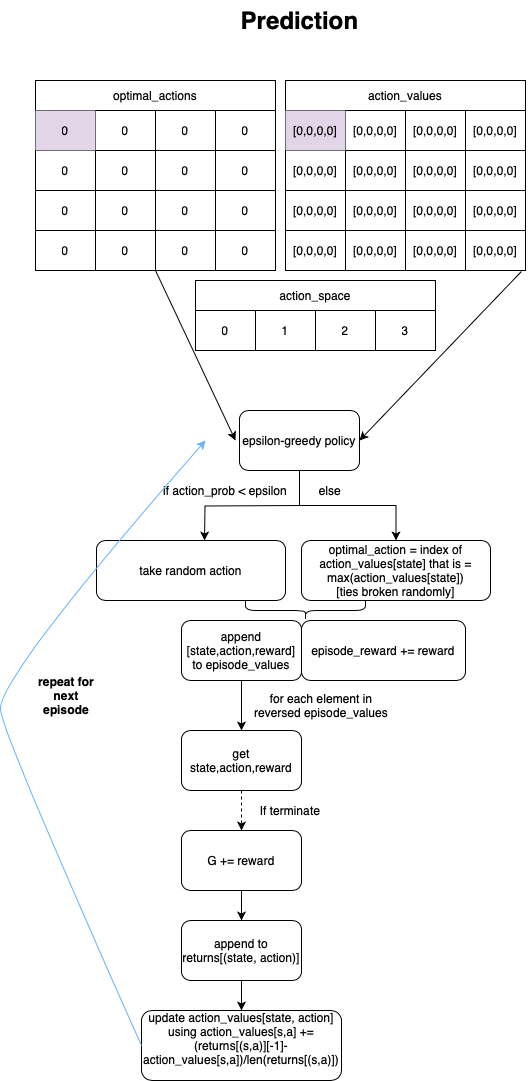 Prediction
optimal_actions
action_values
0 0 0 0
[0,0,0,0] [0,0,0,0] [0,0,0,0] [0,0,0,0]
0 0 0 0
[0,0,0,0] [0,0,0,0] [0,0,0,0] [0,0,0,0]
0 0 0 0
[0,0,0,0] [0,0,0,0] [0,0,0,0] [0,0,0,0]
0 0 0 0
[0,0,0,0] [0,0,0,0] [0,0,0,0] [0,0,0,0]
action_space
0 1 2 3
epsilon-greedy policy
if action_prob < epsilon
else
take random action
optimal_action = index of
action_values[state] that is =
max(action_values[state])
[ties broken randomly]
append
[state,action,reward]
to episode_values
episode_reward += reward
repeat for
next
episode
for each element in
reversed episode_values
get
state,action,reward
If terminate
G += reward
append to
returns[(state, action)]
update action_values[state, action]
using action_values[s,a] +=
(returns[(s,a)][-1]-
action_values[s,a])/len(returns[(s,a)])